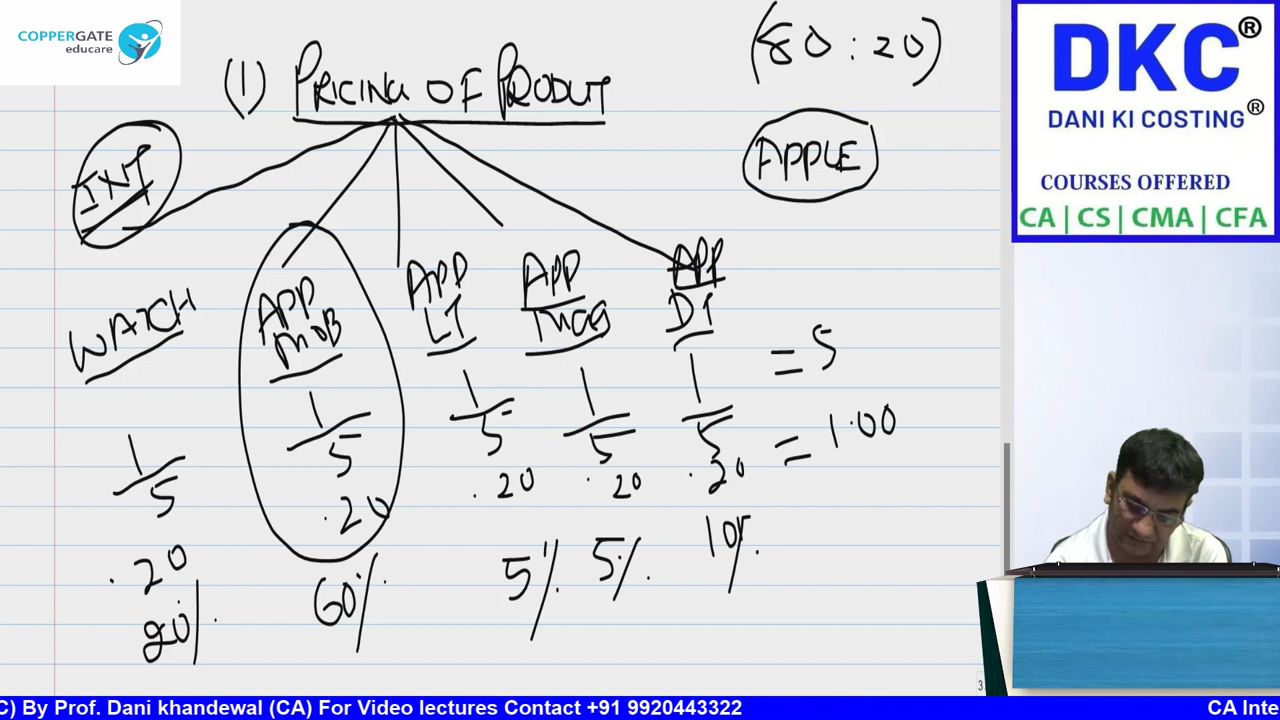 COPPERGATE
educare
(1) PRICING OF PRODUT
(80 : 20)
INT
APPLE
WATCH
APP
MOB
APP
LT
APP
APP
DT
1/5
1/5
1/5
1/5
1/5
= 5
.20
.20
.20
.20
.20
= 1.00
20%
60%
5%
5%
10%
DKC®
DANI KI COSTING®
COURSES OFFERED
CA | CS | CMA | CFA
3
C) By Prof. Dani khandewal (CA) For Video lectures Contact +91 9920443322
CA Inte